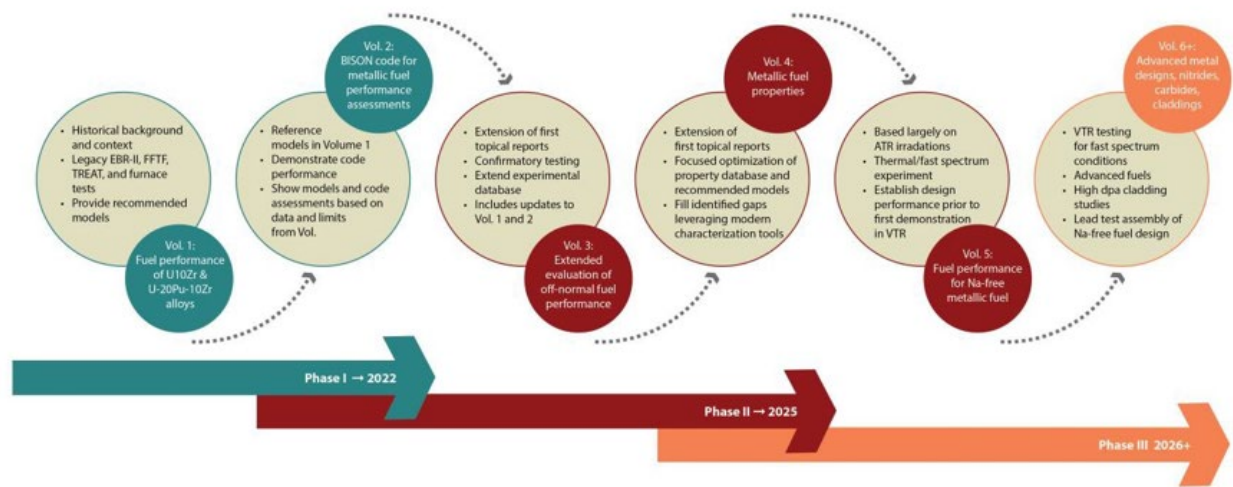 • Historical background
and context
• Legacy EBR-II, FFTF,
TREAT, and furnace
tests
• Provide recommended
models
Vol. 1:
Fuel performance
of U10Zr &
U-20Pu-10Zr
alloys
Vol. 2:
BISON code for
metallic fuel
performance
assessments
• Reference
models in Volume 1
• Demonstrate code
performance
• Show models and code
assessments based on
data and limits
from Vol.
• Extension of first
topical reports
• Confirmatory testing
• Extend experimental
database
• Includes updates to
Vol. 1 and 2
Vol. 3:
Extended
evaluation of
off-normal fuel
performance
Vol. 4:
Metallic fuel
properties
• Extension of
first topical reports
• Focused optimization of
property database and
recommended models
• Fill identified gaps
leveraging modern
characterization tools
• Based largely on
ATR irradiations
• Thermal/fast spectrum
experiment
• Establish design
performance prior to
first demonstration
in VTR
Vol. 5:
Fuel performance
for Na-free
metallic fuel
Vol. 6+:
Advanced metal
designs, nitrides,
carbides,
claddings
• VTR testing
for fast spectrum
conditions
• Advanced fuels
• High dpa cladding
studies
• Lead test assembly of
Na-free fuel design
Phase I → 2022
Phase II → 2025
Phase III 2026+